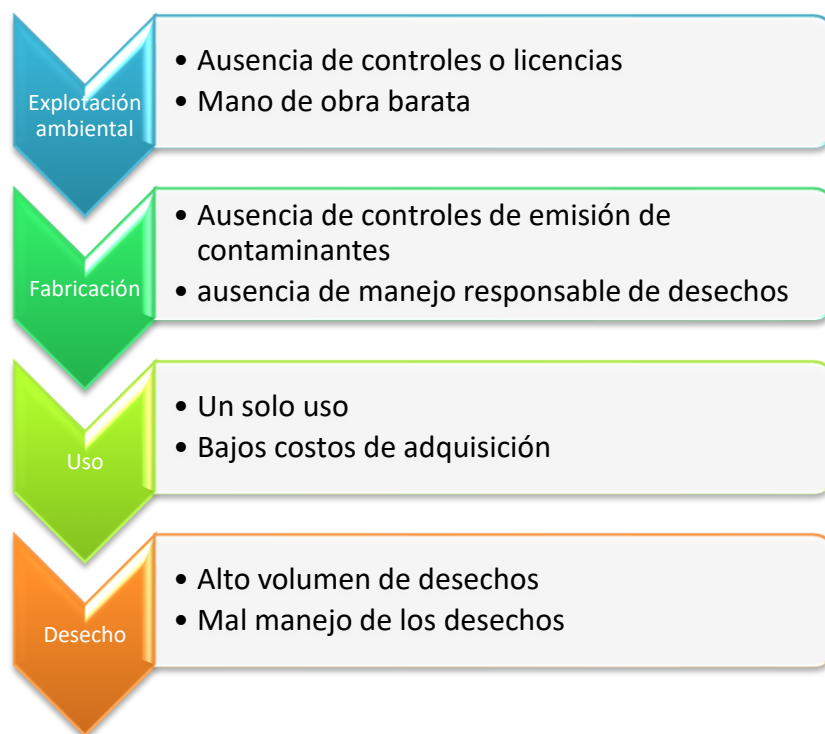 Explotación
ambiental
• Ausencia de controles o licencias
• Mano de obra barata
Fabricación
• Ausencia de controles de emisión de
contaminantes
• ausencia de manejo responsable de desechos
Uso
• Un solo uso
• Bajos costos de adquisición
Desecho
• Alto volumen de desechos
• Mal manejo de los desechos